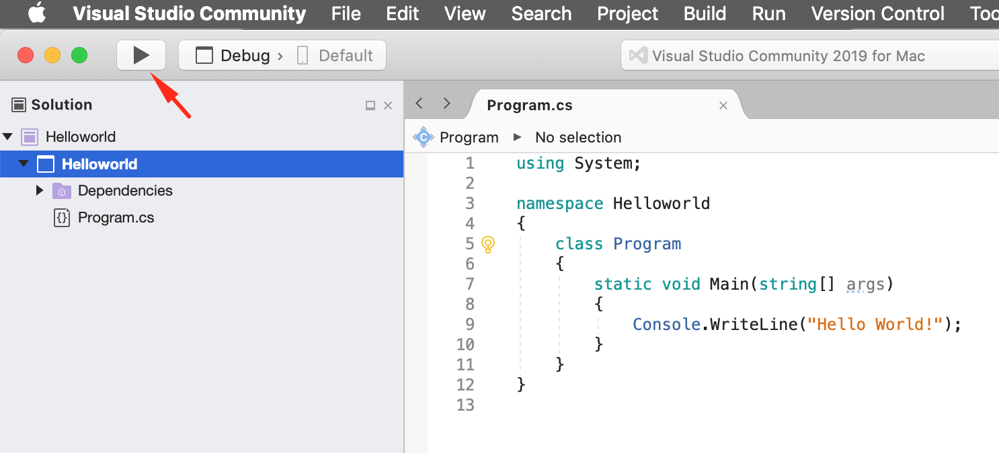 Visual Studio Community File Edit View Search Project Build Run Version Control Too
Debug › Default
Visual Studio Community 2019 for Mac
Solution
Helloworld
Helloworld
Dependencies
Program.cs
Program.cs
Program ▸ No selection
1 using System;
2
3 namespace Helloworld
4 {
5 class Program
6 {
7 static void Main(string[] args)
8 {
9 Console.WriteLine("Hello World!");
10 }
11 }
12 }
13